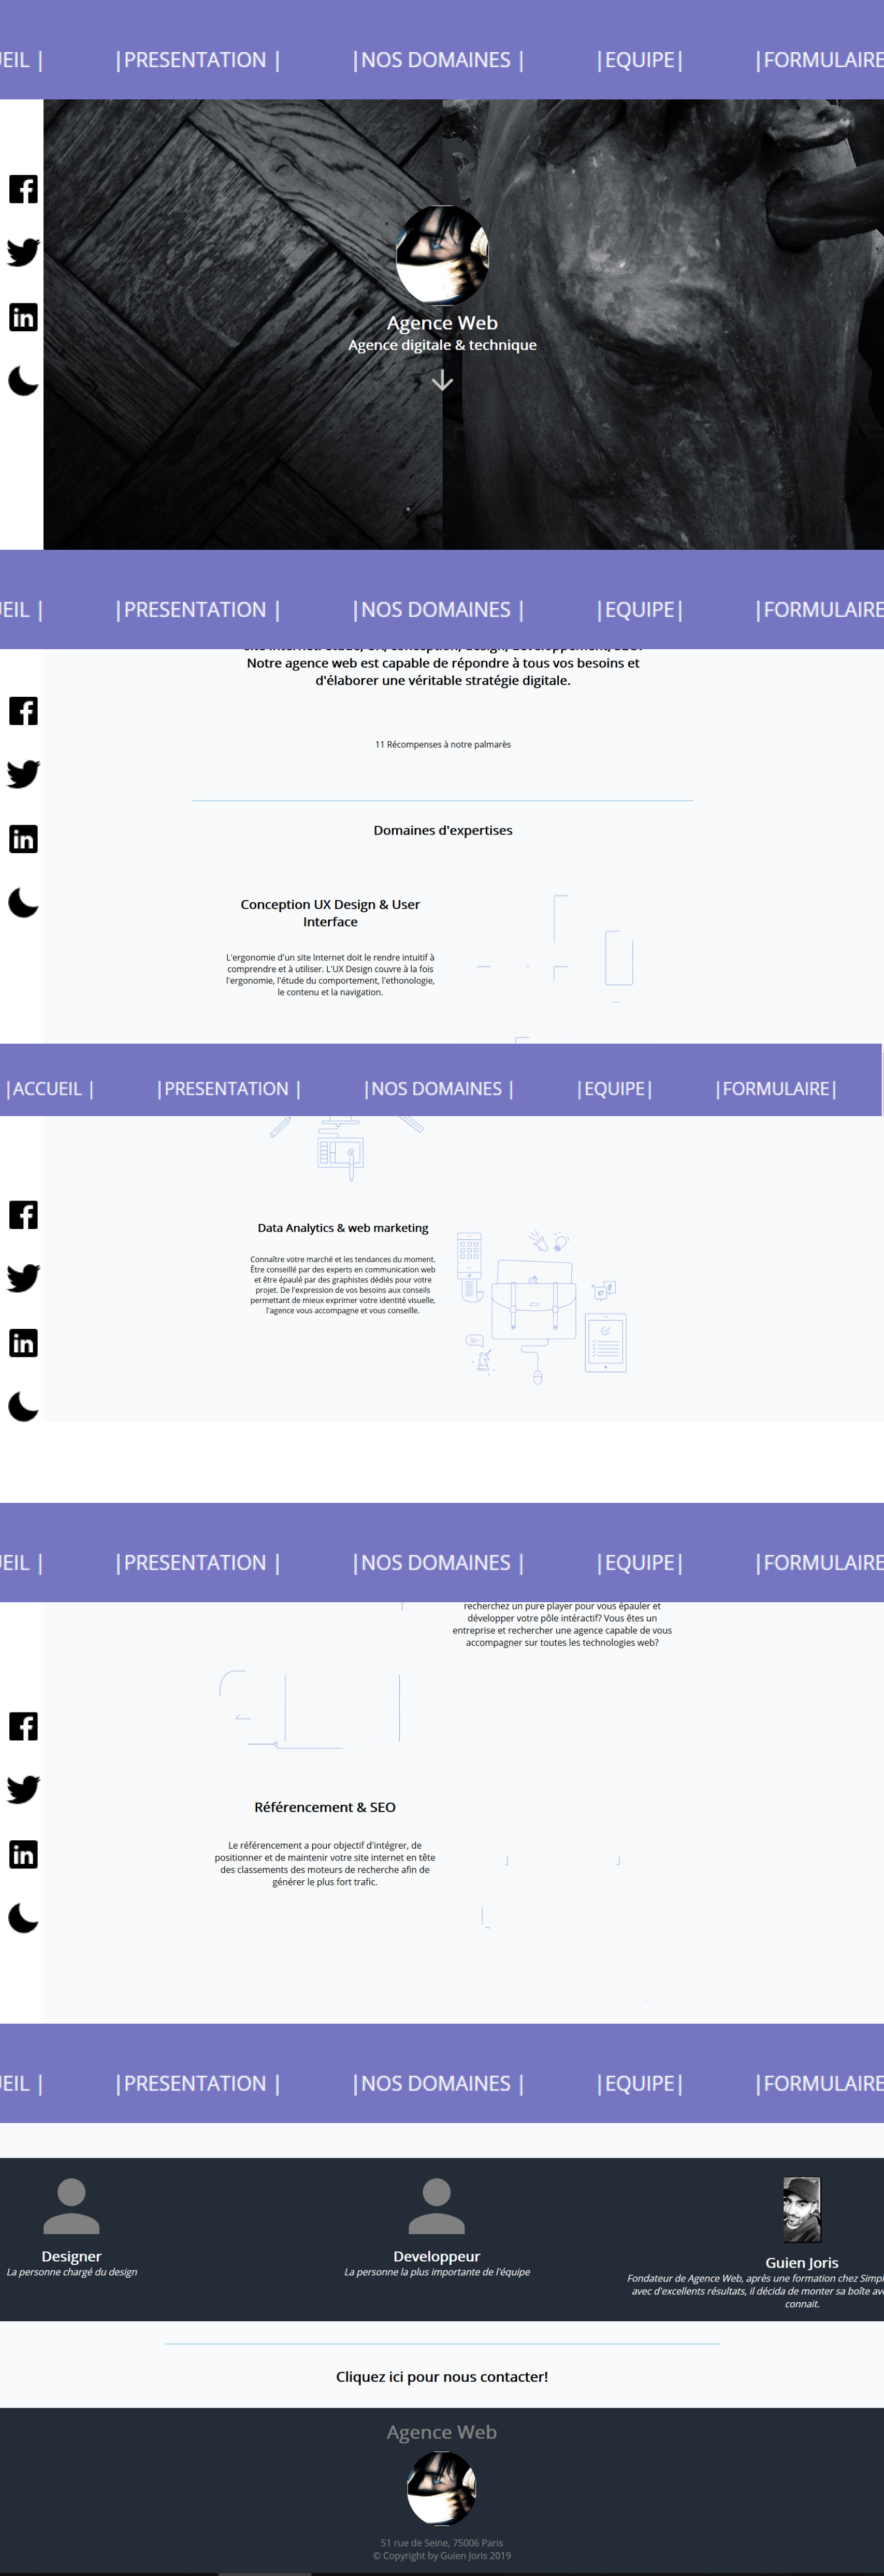 EIL |
|PRESENTATION |
|NOS DOMAINES |
|EQUIPE|
|FORMULAIRE
Agence Web
Agence digitale & technique
EIL |
|PRESENTATION |
|NOS DOMAINES |
|EQUIPE|
|FORMULAIRE
Notre agence web est capable de répondre à tous vos besoins et
d'élaborer une véritable stratégie digitale.
11 Récompenses à notre palmarès
Domaines d'expertises
Conception UX Design & User
Interface
L'ergonomie d'un site Internet doit le rendre intuitif à
comprendre et à utiliser. L'UX Design couvre à la fois
l'ergonomie, l'étude du comportement, l'ethonologie,
le contenu et la navigation.
|ACCUEIL |
|PRESENTATION |
|NOS DOMAINES |
|EQUIPE|
|FORMULAIRE|
Data Analytics & web marketing
Connaître votre marché et les tendances du moment.
Être conseillé par des experts en communication web
et être épaulé par des graphistes dédiés pour votre
projet. De l'expression de vos besoins aux conseils
permettant de mieux exprimer votre identité visuelle,
l'agence vous accompagne et vous conseille.
EIL |
|PRESENTATION |
|NOS DOMAINES |
|EQUIPE|
|FORMULAIRE
recherchez un pure player pour vous épauler et
développer votre pôle intéractif? Vous êtes un
entreprise et rechercher une agence capable de vous
accompagner sur toutes les technologies web?
Référencement & SEO
Le référencement a pour objectif d'intégrer, de
positionner et de maintenir votre site internet en tête
des classements des moteurs de recherche afin de
générer le plus fort trafic.
EIL |
|PRESENTATION |
|NOS DOMAINES |
|EQUIPE|
|FORMULAIRE
Designer
La personne chargé du design
Developpeur
La personne la plus importante de l'équipe
Guien Joris
Fondateur de Agence Web, après une formation chez Simpl
avec d'excellents résultats, il décida de monter sa boîte av
connait.
Cliquez ici pour nous contacter!
Agence Web
51 rue de Seine, 75006 Paris
© Copyright by Guien Joris 2019